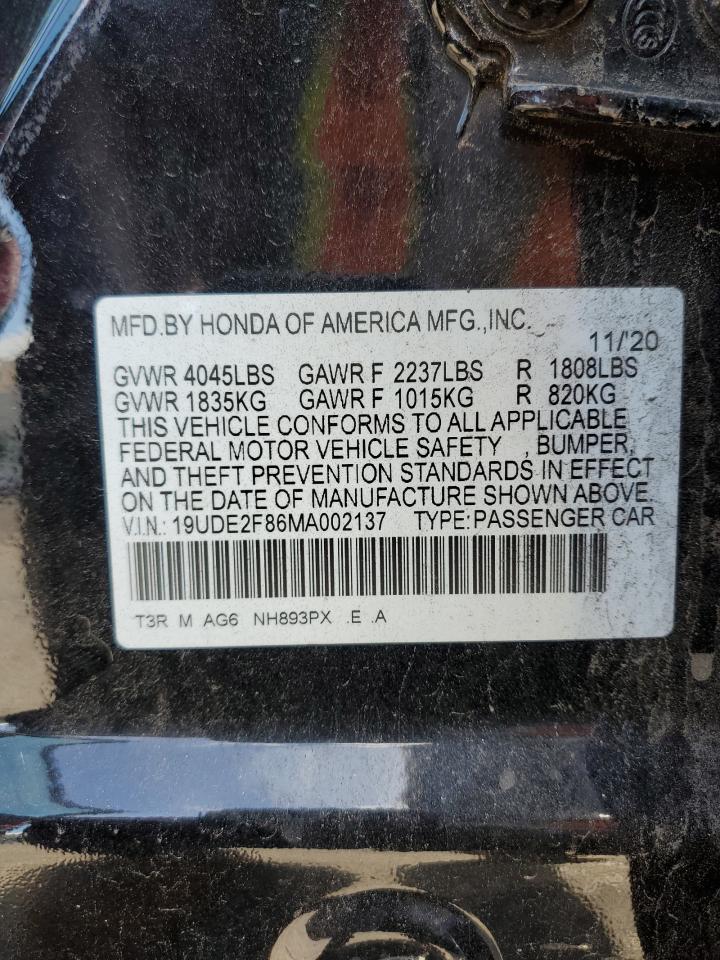 MFD.BY HONDA OF AMERICA MFG.,INC.
11/'20
GVWR 4045LBS GAWR F 2237LBS R 1808LBS
GVWR 1835KG GAWR F 1015KG R 820KG
THIS VEHICLE CONFORMS TO ALL APPLICABLE
FEDERAL MOTOR VEHICLE SAFETY , BUMPER,
AND THEFT PREVENTION STANDARDS IN EFFECT
ON THE DATE OF MANUFACTURE SHOWN ABOVE.
V.I.N.: 19UDE2F86MA002137 TYPE:PASSENGER CAR
T3R M AG6 NH893PX .E .A